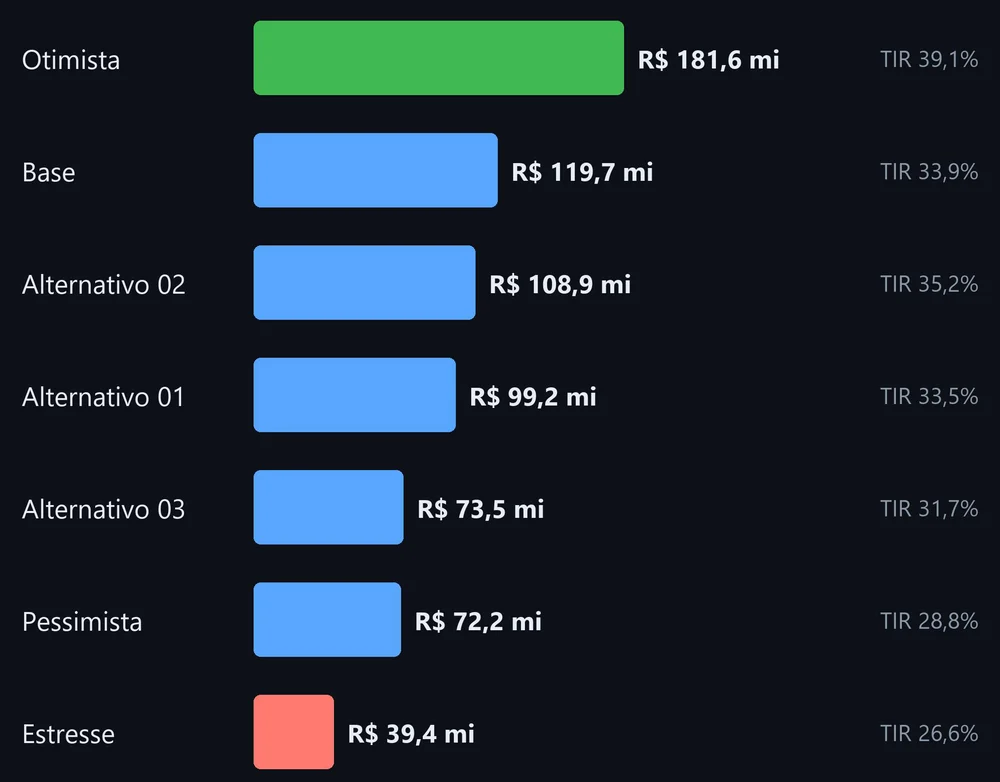 Otimista R$ 181,6 mi TIR 39,1%
Base R$ 119,7 mi TIR 33,9%
Alternativo 02 R$ 108,9 mi TIR 35,2%
Alternativo 01 R$ 99,2 mi TIR 33,5%
Alternativo 03 R$ 73,5 mi TIR 31,7%
Pessimista R$ 72,2 mi TIR 28,8%
Estresse R$ 39,4 mi TIR 26,6%